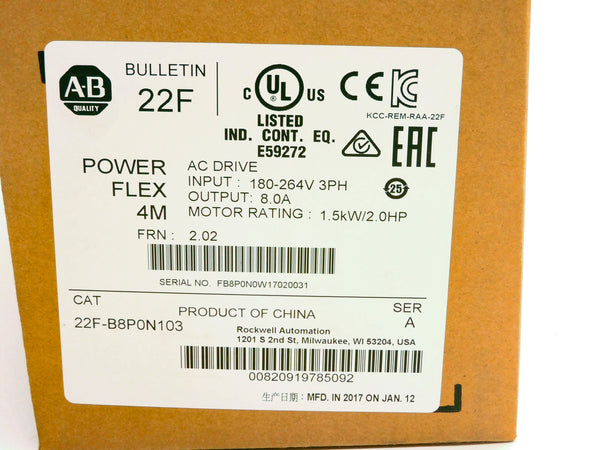 A-B
QUALITY
BULLETIN
22F
C UL US
LISTED
IND. CONT. EQ.
E59272
CE
KCC-REM-RAA-22F
EAC
25
POWER
FLEX
4M
AC DRIVE
INPUT : 180-264V 3PH
OUTPUT: 8.0A
MOTOR RATING : 1.5kW/2.0HP
FRN : 2.02
SERIAL NO. FB8P0N0W17020031
CAT
22F-B8P0N103
PRODUCT OF CHINA
SER
A
Rockwell Automation
1201 S 2nd St, Milwaukee, WI 53204, USA
00820919785092
生产日期 : MFD. IN 2017 ON JAN. 12